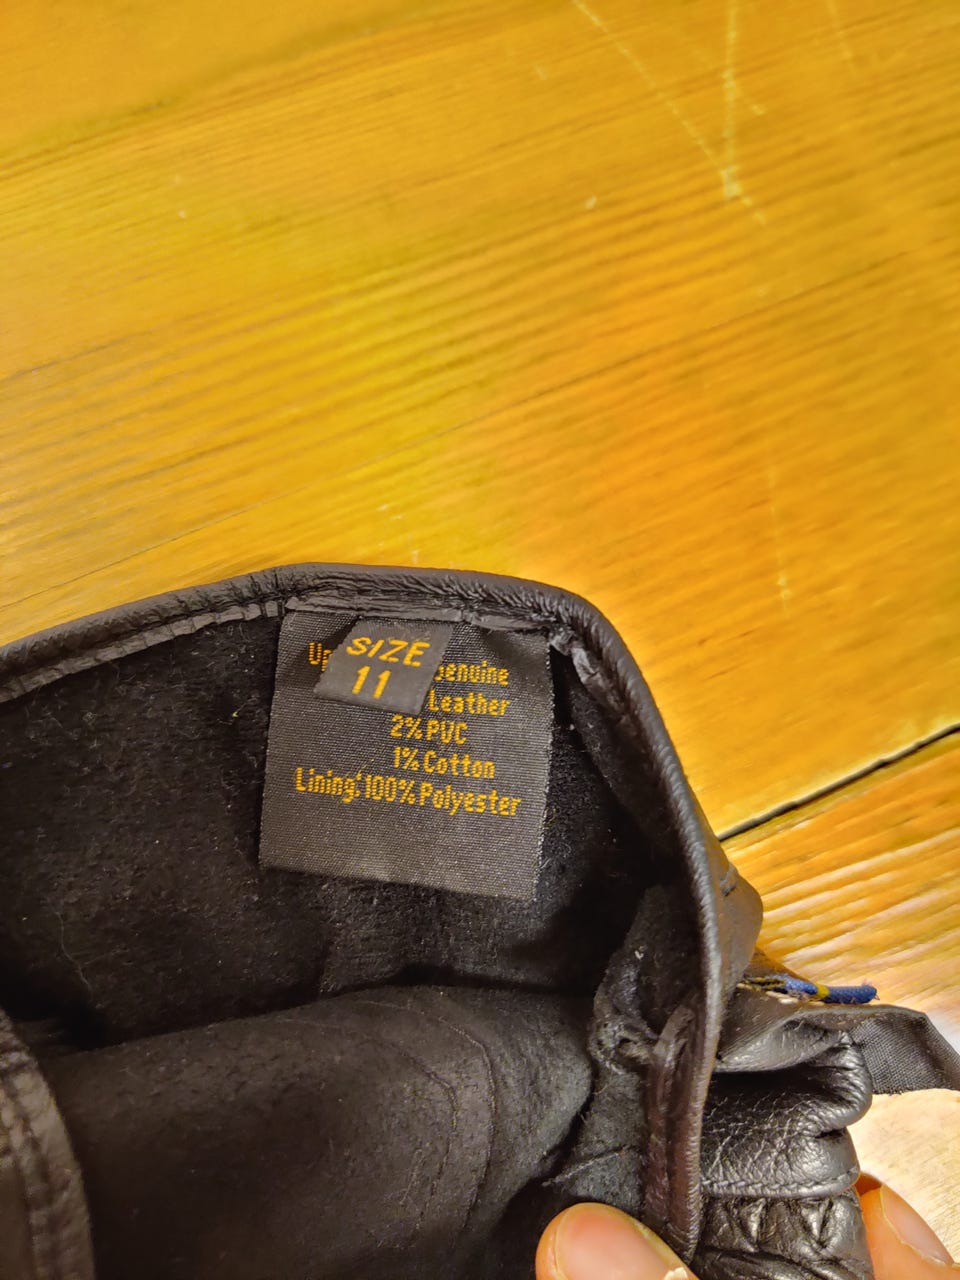 SIZE
11
Leather
2% PVC
1% Cotton
Lining: 100% Polyester